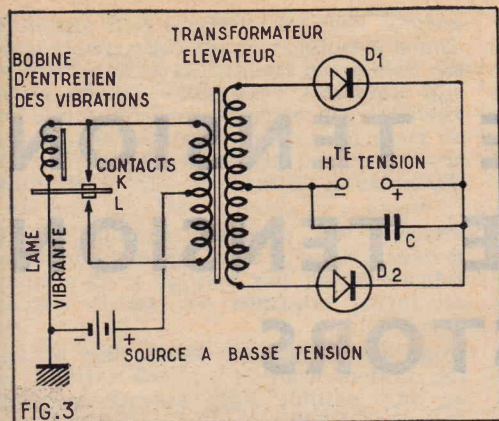 TRANSFORMATEUR
ELEVATEUR
BOBINE
D'ENTRETIEN
DES VIBRATIONS
D1
CONTACTS
K
L
HTE TENSION
- +
C
LAME
VIBRANTE
D2
- +
SOURCE A BASSE TENSION
FIG.3